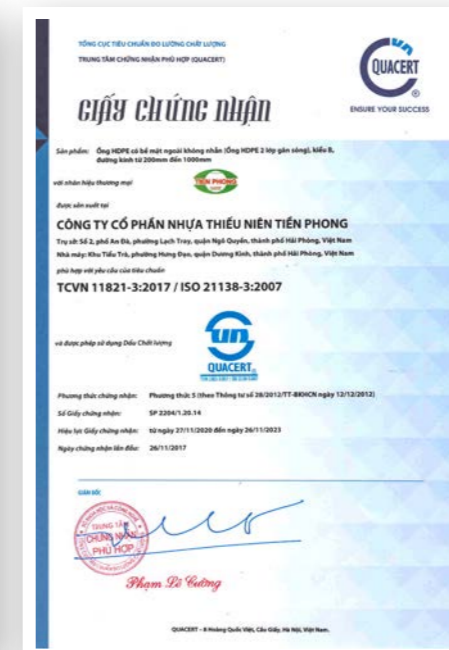 TỔNG CỤC TIÊU CHUẨN ĐO LƯỜNG CHẤT LƯỢNG
TRUNG TÂM CHỨNG NHẬN PHÙ HỢP (QUACERT)
QUACERT
®
ENSURE YOUR SUCCESS
GIẤY CHỨNG NHẬN
Sản phẩm: Ống HDPE có bề mặt ngoài không nhẵn (Ống HDPE 2 lớp gân sóng), kiểu B,
đường kính từ 200mm đến 1000mm
với nhãn hiệu thương mại
TIEN PHONG
được sản xuất tại
CÔNG TY CỔ PHẦN NHỰA THIẾU NIÊN TIỀN PHONG
Trụ sở: Số 2, phố An Đà, phường Lạch Tray, quận Ngô Quyền, thành phố Hải Phòng, Việt Nam
Nhà máy: Khu Tiểu Trà, phường Hưng Đạo, quận Dương Kinh, thành phố Hải Phòng, Việt Nam
phù hợp với yêu cầu của tiêu chuẩn
TCVN 11821-3:2017 / ISO 21138-3:2007
và được phép sử dụng Dấu Chất lượng
QUACERT
Phương thức chứng nhận: Phương thức 5 (theo Thông tư số 28/2012/TT-BKHCN ngày 12/12/2012)
Số Giấy chứng nhận: SP 2204/1.20.14
Hiệu lực Giấy chứng nhận: từ ngày 27/11/2020 đến ngày 26/11/2023
Ngày chứng nhận lần đầu: 26/11/2017
GIÁM ĐỐC
TRUNG TÂM
CHỨNG NHẬN
PHÙ HỢP
Phạm Lê Cường
QUACERT – 8 Hoàng Quốc Việt, Cầu Giấy, Hà Nội, Việt Nam.